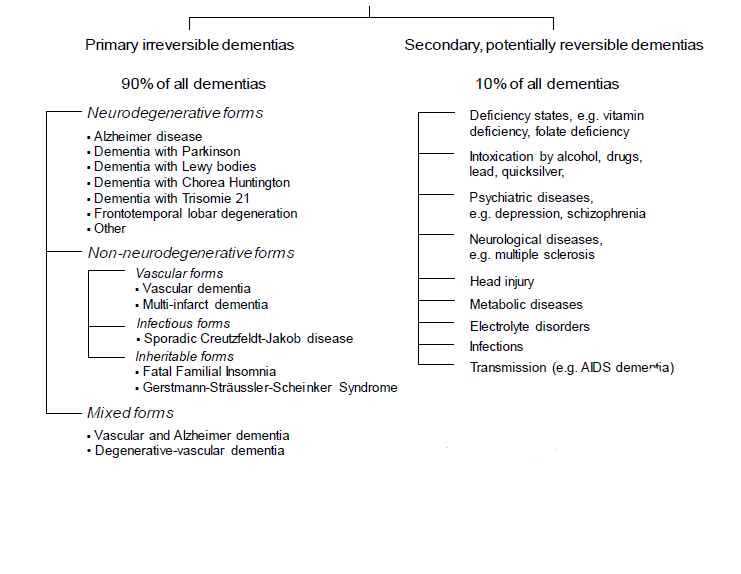 Primary irreversible dementias
90% of all dementias
Neurodegenerative forms
▪ Alzheimer disease
▪ Dementia with Parkinson
▪ Dementia with Lewy bodies
▪ Dementia with Chorea Huntington
▪ Dementia with Trisomie 21
▪ Frontotemporal lobar degeneration
▪ Other
Non-neurodegenerative forms
Vascular forms
▪ Vascular dementia
▪ Multi-infarct dementia
Infectious forms
▪ Sporadic Creutzfeldt-Jakob disease
Inheritable forms
▪ Fatal Familial Insomnia
▪ Gerstmann-Sträussler-Scheinker Syndrome
Mixed forms
▪ Vascular and Alzheimer dementia
▪ Degenerative-vascular dementia
Secondary, potentially reversible dementias
10% of all dementias
Deficiency states, e.g. vitamin
deficiency, folate deficiency
Intoxication by alcohol, drugs,
lead, quicksilver,
Psychiatric diseases,
e.g. depression, schizophrenia
Neurological diseases,
e.g. multiple sclerosis
Head injury
Metabolic diseases
Electrolyte disorders
Infections
Transmission (e.g. AIDS dementia)